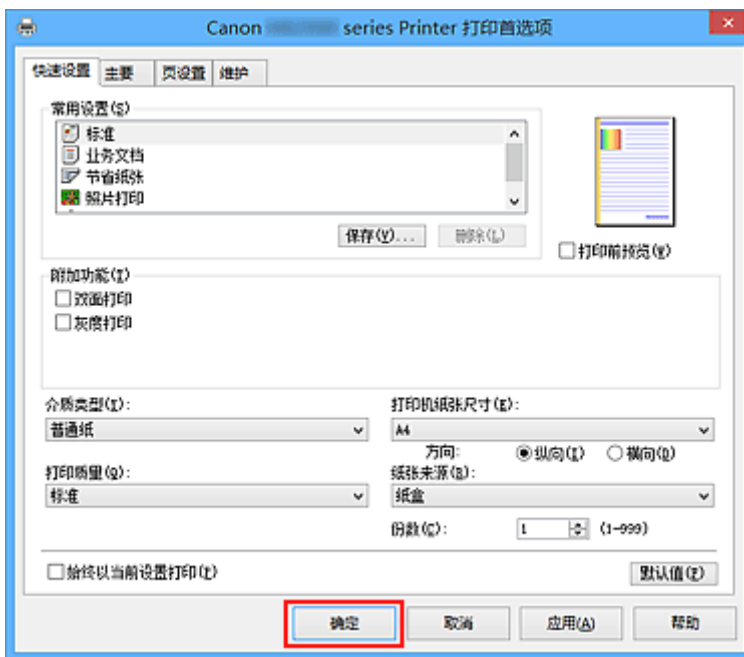 Canon series Printer 打印首选项
快速设置 主要 页设置 维护
常用设置(S)
标准
业务文档
节省纸张
照片打印
保存(V)... 删除(L)
打印前预览(W)
附加功能(I)
双面打印
灰度打印
介质类型(Y): 打印机纸张尺寸(E):
普通纸 A4
方向: 纵向(I) 横向(D)
打印质量(Q): 纸张来源(R):
标准 纸盒
份数(C): 1 (1-999)
始终以当前设置打印(T)
默认值(F)
确定 取消 应用(A) 帮助